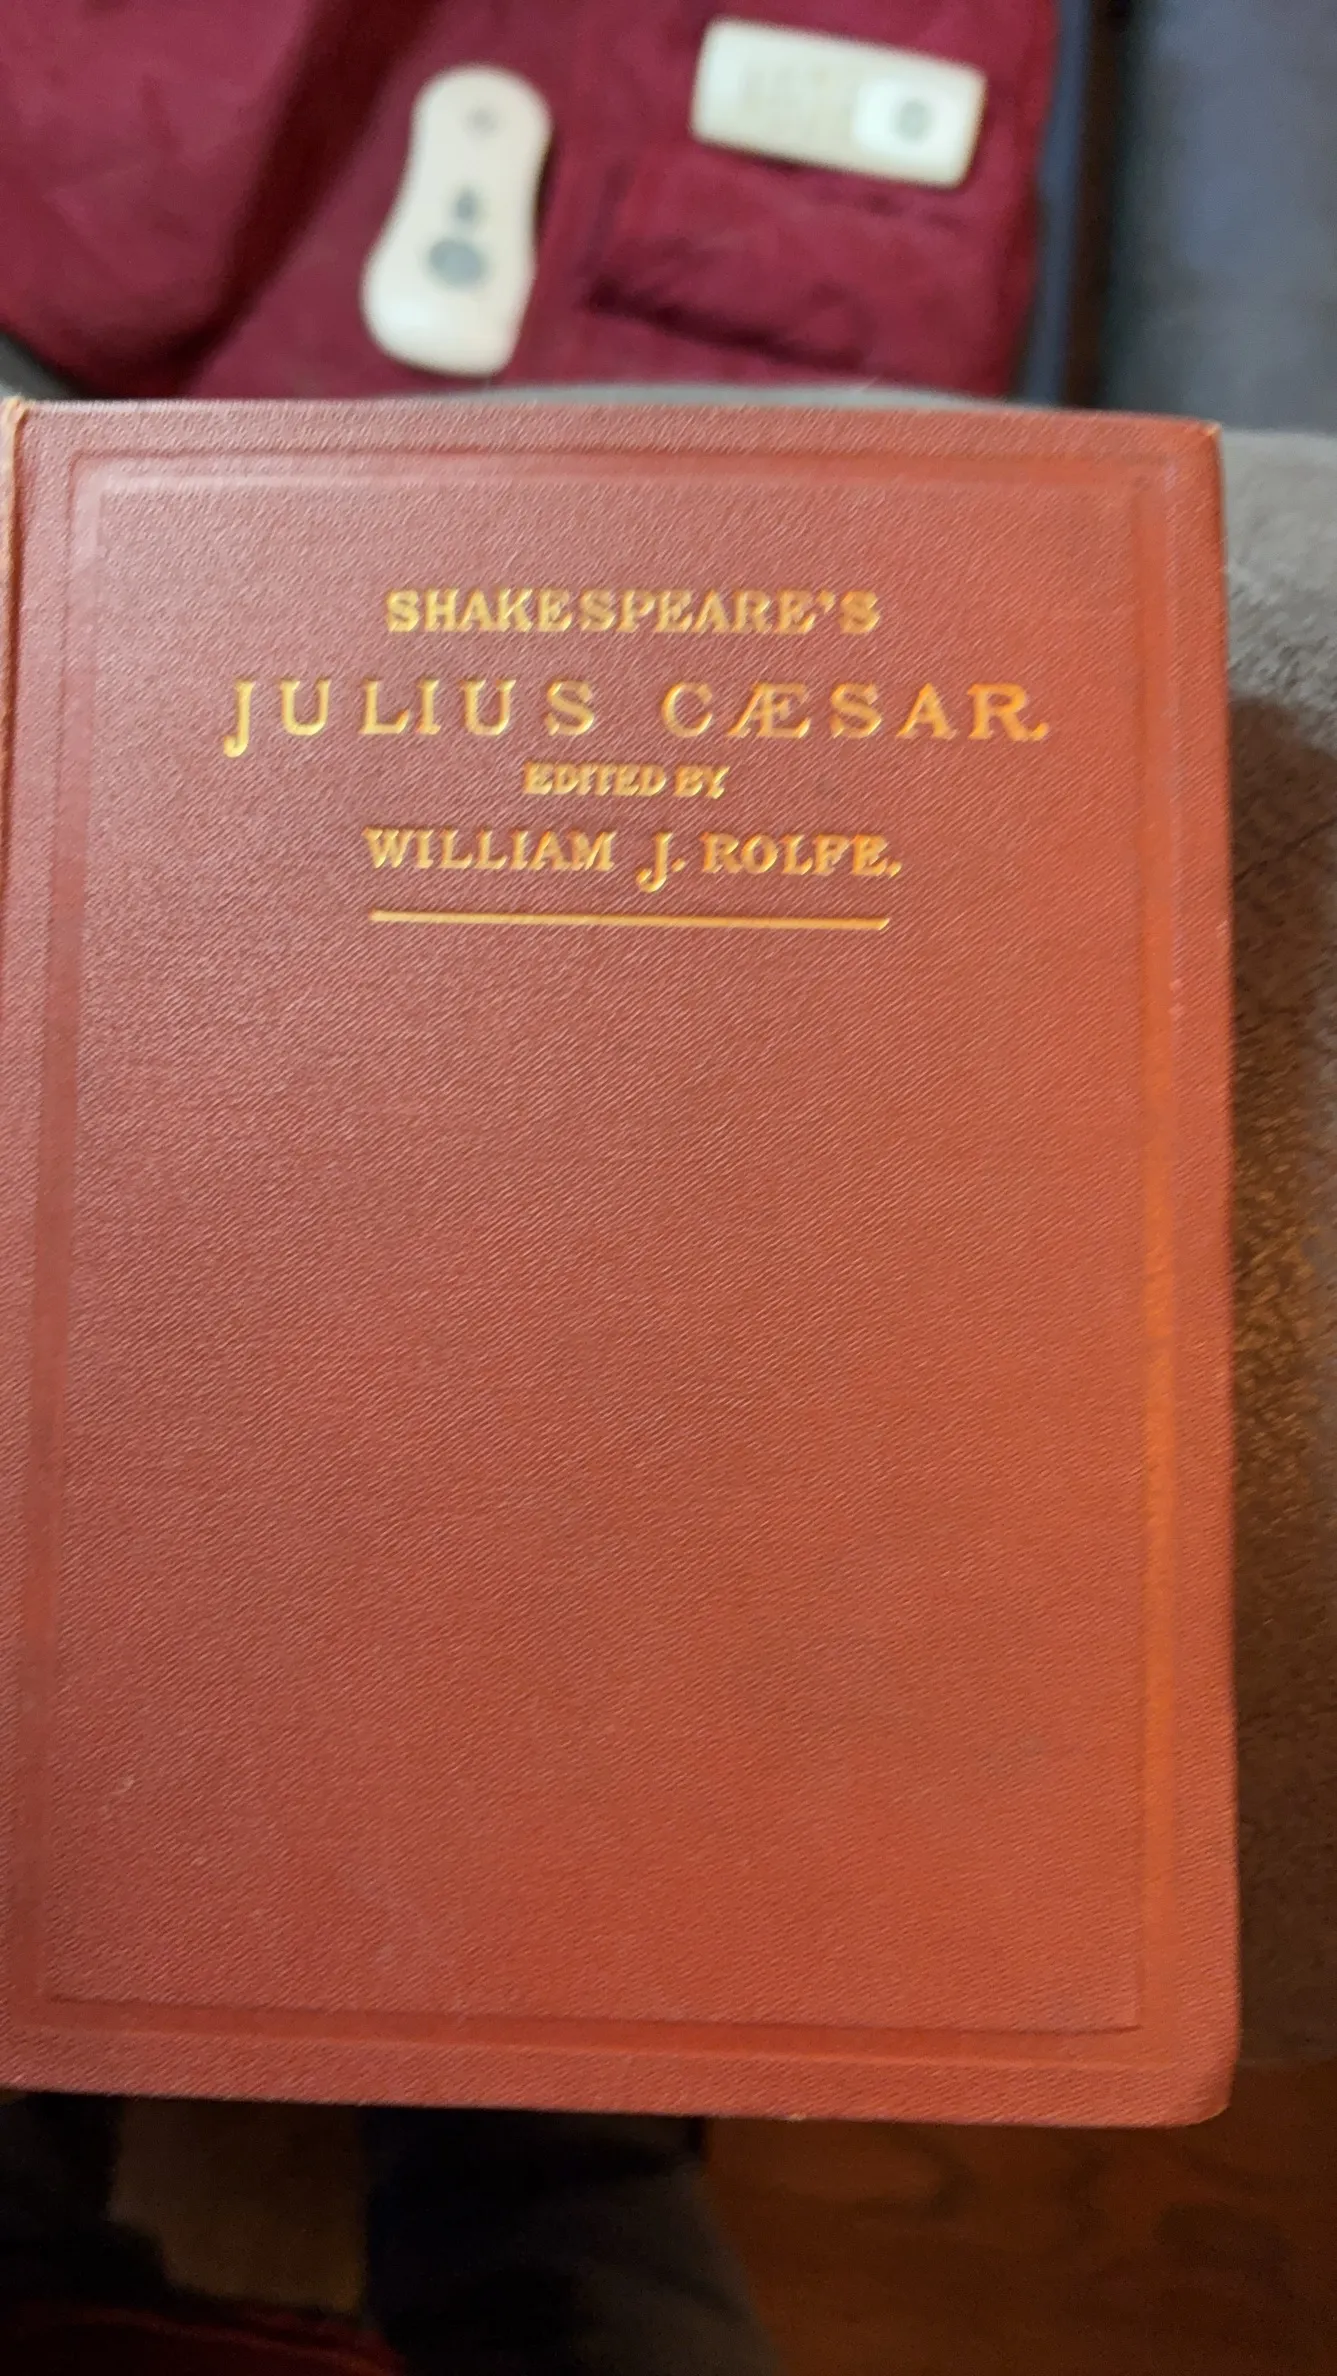 SHAKESPEARE'S
JULIUS CÆSAR.
EDITED BY
WILLIAM J. ROLFE.